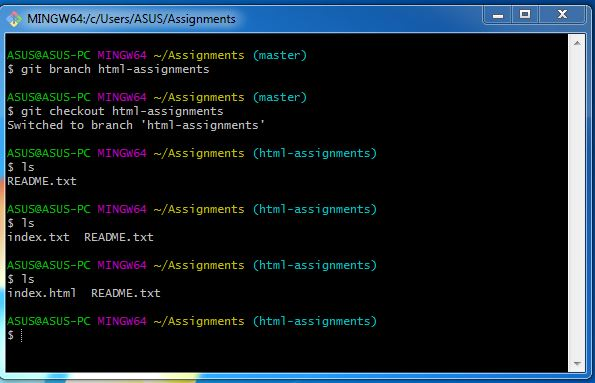 MINGW64:/c/Users/ASUS/Assignments
ASUS@ASUS-PC MINGW64 ~/Assignments (master)
$ git branch html-assignments
ASUS@ASUS-PC MINGW64 ~/Assignments (master)
$ git checkout html-assignments
Switched to branch 'html-assignments'
ASUS@ASUS-PC MINGW64 ~/Assignments (html-assignments)
$ ls
README.txt
ASUS@ASUS-PC MINGW64 ~/Assignments (html-assignments)
$ ls
index.txt  README.txt
ASUS@ASUS-PC MINGW64 ~/Assignments (html-assignments)
$ ls
index.html  README.txt
ASUS@ASUS-PC MINGW64 ~/Assignments (html-assignments)
$